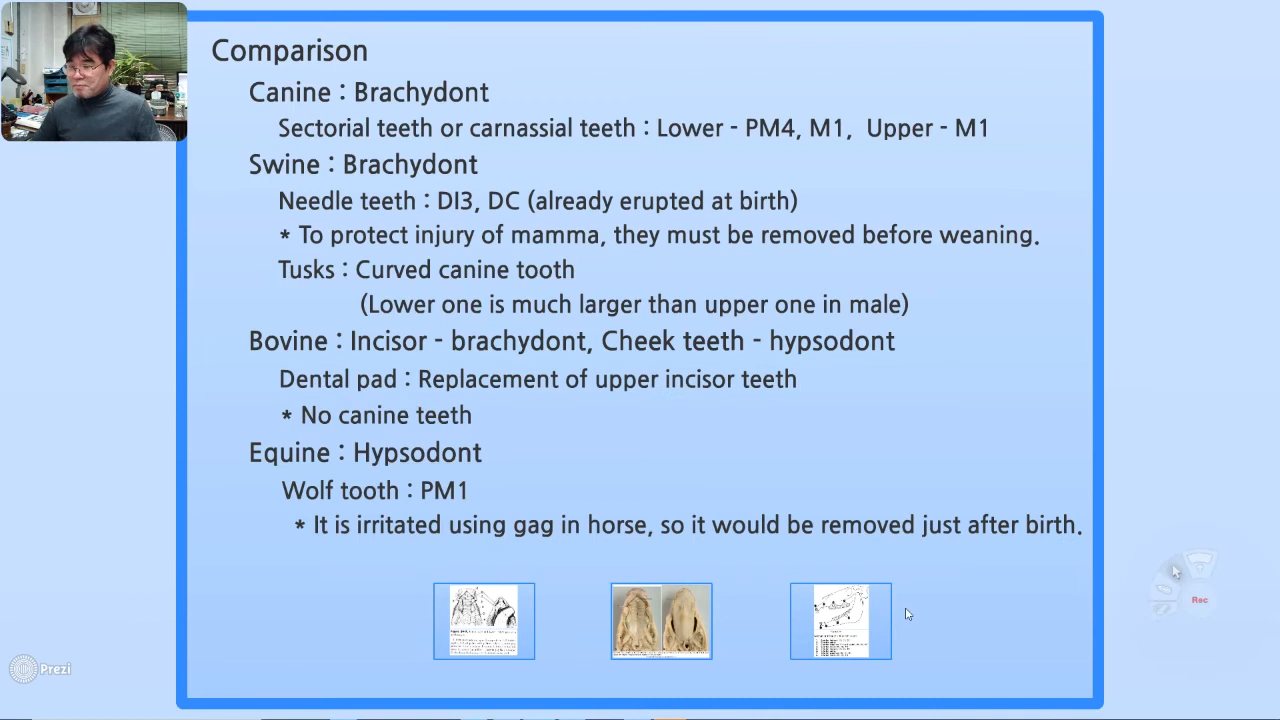 Comparison
Canine : Brachydont
Sectorial teeth or carnassial teeth : Lower - PM4, M1, Upper - M1
Swine : Brachydont
Needle teeth : DI3, DC (already erupted at birth)
* To protect injury of mamma, they must be removed before weaning.
Tusks : Curved canine tooth
(Lower one is much larger than upper one in male)
Bovine : Incisor - brachydont, Cheek teeth - hypsodont
Dental pad : Replacement of upper incisor teeth
* No canine teeth
Equine : Hypsodont
Wolf tooth : PM1
* It is irritated using gag in horse, so it would be removed just after birth.
Rec
Prezi